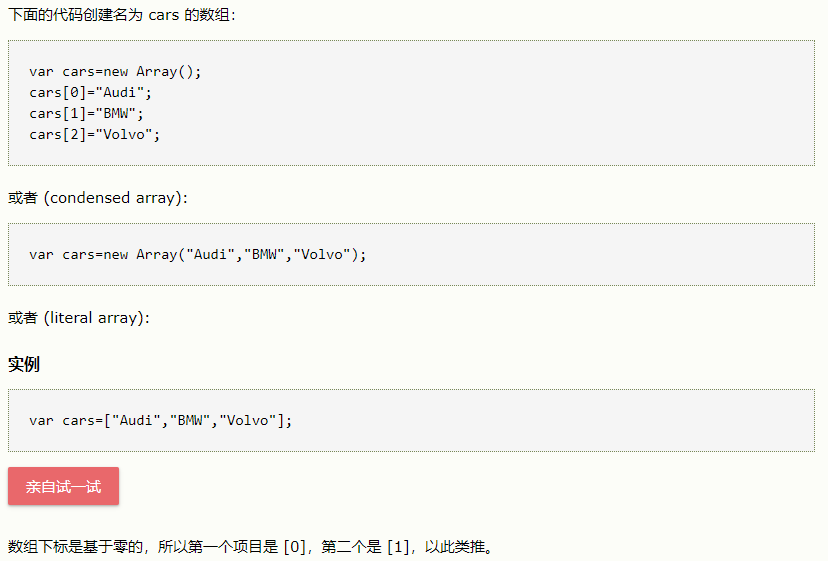 下面的代码创建名为 cars 的数组：
var cars=new Array();
cars[0]="Audi";
cars[1]="BMW";
cars[2]="Volvo";
或者 (condensed array):
var cars=new Array("Audi","BMW","Volvo");
或者 (literal array):
实例
var cars=["Audi","BMW","Volvo"];
亲自试一试
数组下标是基于零的，所以第一个项目是 [0]，第二个是 [1]，以此类推。